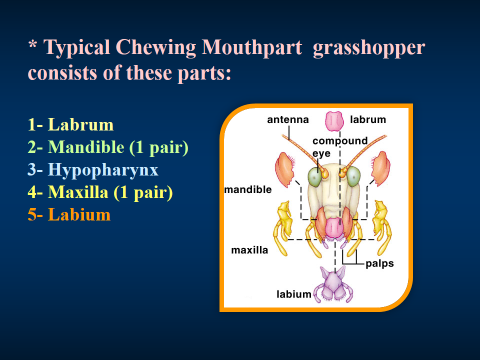 * Typical Chewing Mouthpart grasshopper
consists of these parts:
1- Labrum
2- Mandible (1 pair)
3- Hypopharynx
4- Maxilla (1 pair)
5- Labium
antenna
labrum
compound
eye
mandible
maxilla
palps
labium